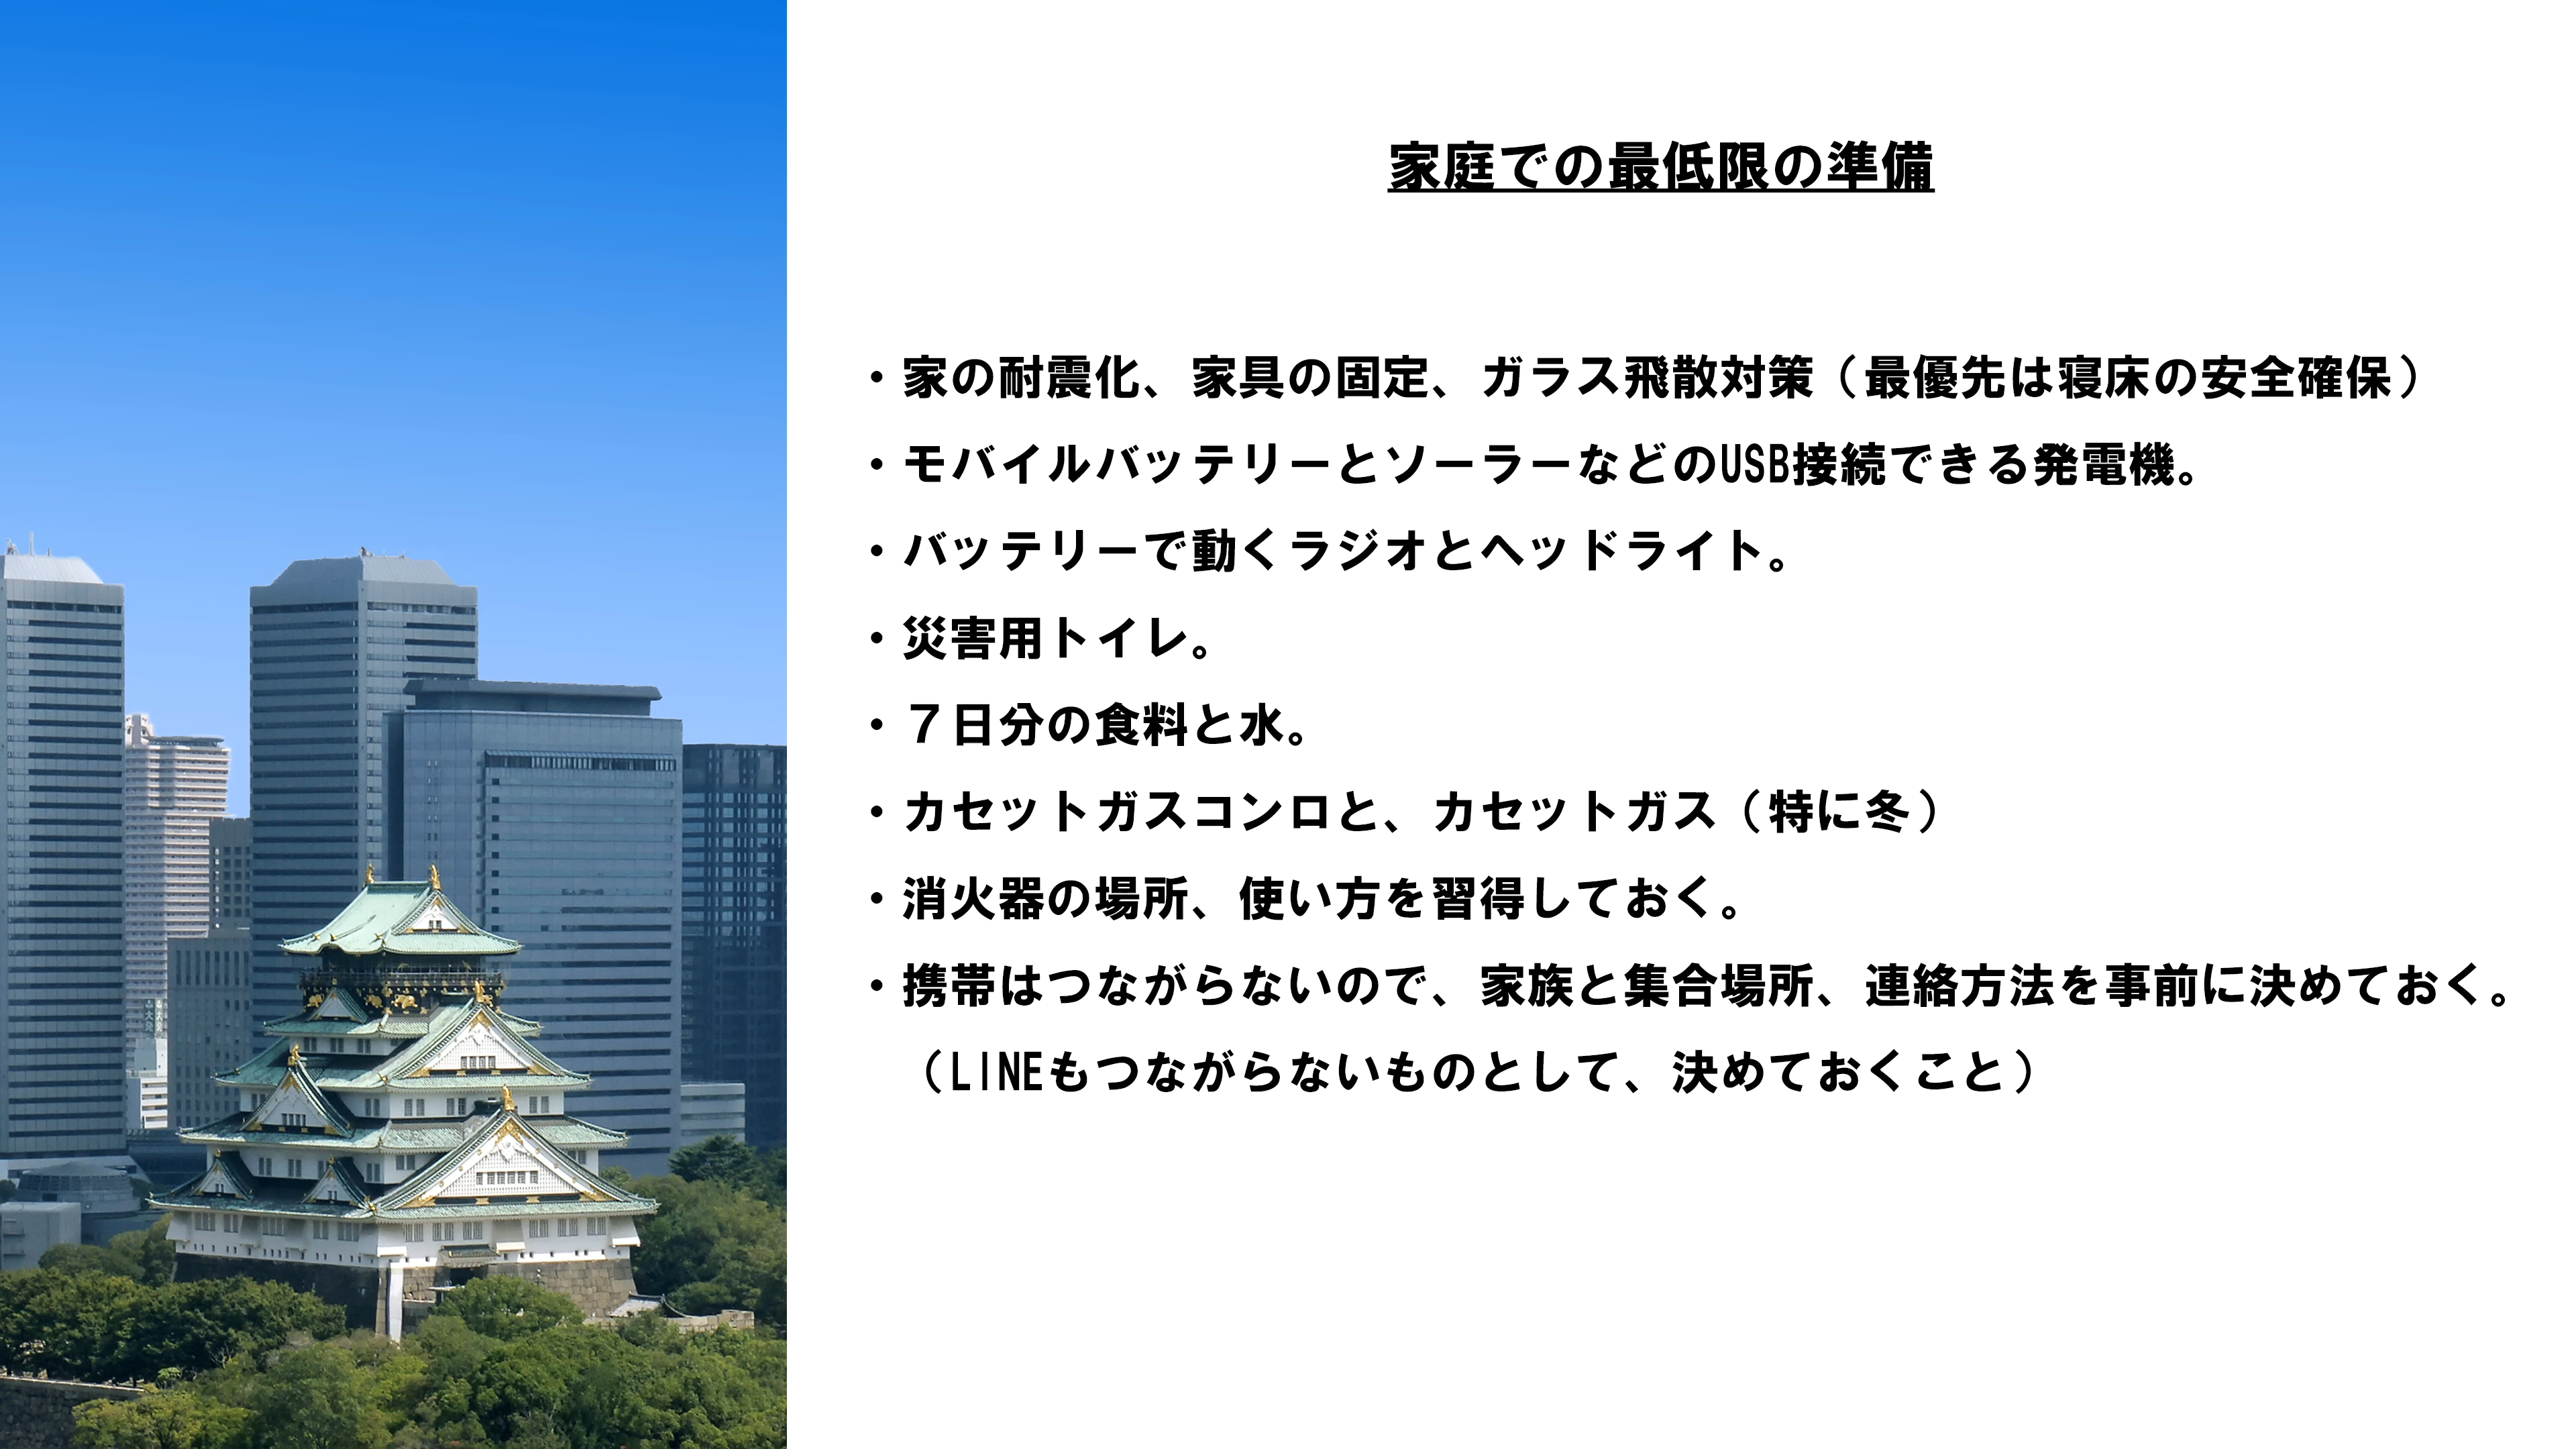 家庭での最低限の準備
・家の耐震化、家具の固定、ガラス飛散対策（最優先は寝床の安全確保）
・モバイルバッテリーとソーラーなどのUSB接続できる発電機。
・バッテリーで動くラジオとヘッドライト。
・災害用トイレ。
・７日分の食料と水。
・カセットガスコンロと、カセットガス（特に冬）
・消火器の場所、使い方を習得しておく。
・携帯はつながらないので、家族と集合場所、連絡方法を事前に決めておく。
（LINEもつながらないものとして、決めておくこと）